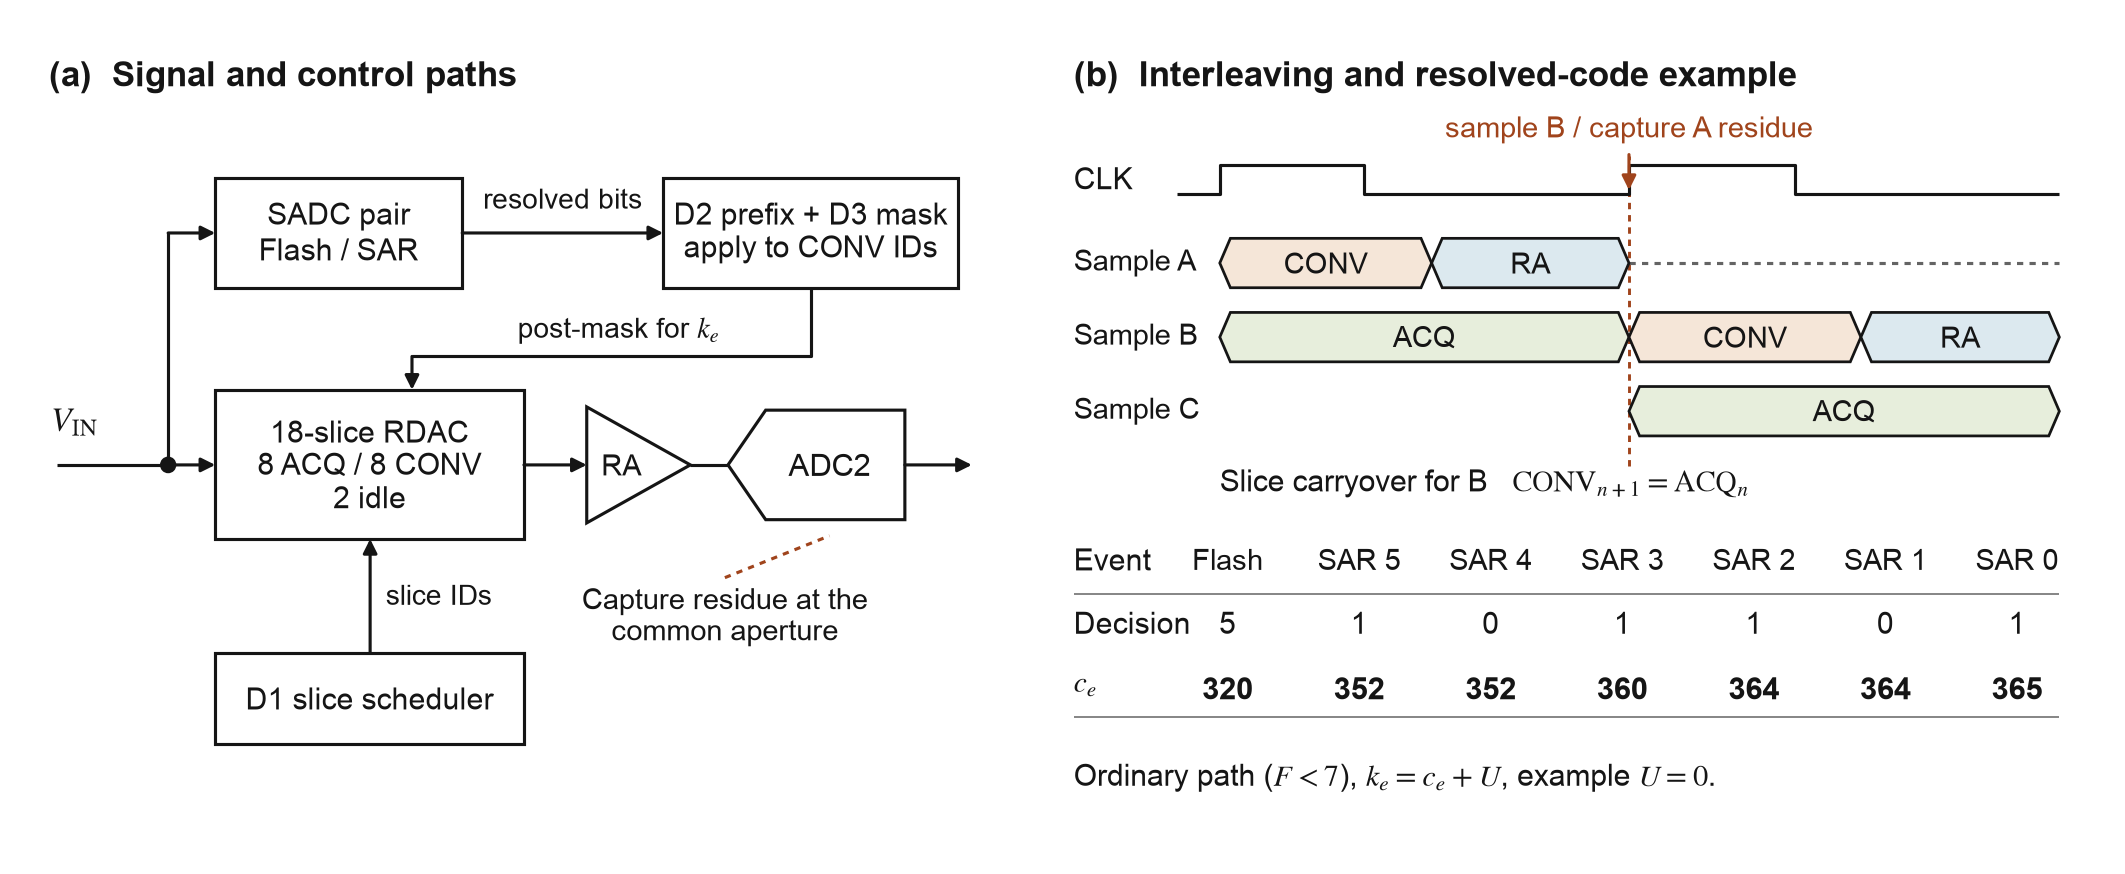 (a) Signal and control paths
SADC pair
Flash / SAR
resolved bits
D2 prefix + D3 mask
apply to CONV IDs
post-mask for kₑ
V_IN
18-slice RDAC
8 ACQ / 8 CONV
2 idle
RA
ADC2
slice IDs
Capture residue at the
common aperture
D1 slice scheduler
(b) Interleaving and resolved-code example
sample B / capture A residue
CLK
Sample A CONV RA
Sample B ACQ CONV RA
Sample C ACQ
Slice carryover for B CONVₙ₊₁ = ACQₙ
Event Flash SAR 5 SAR 4 SAR 3 SAR 2 SAR 1 SAR 0
Decision 5 1 0 1 1 0 1
cₑ 320 352 352 360 364 364 365
Ordinary path (F < 7), kₑ = cₑ + U, example U = 0.